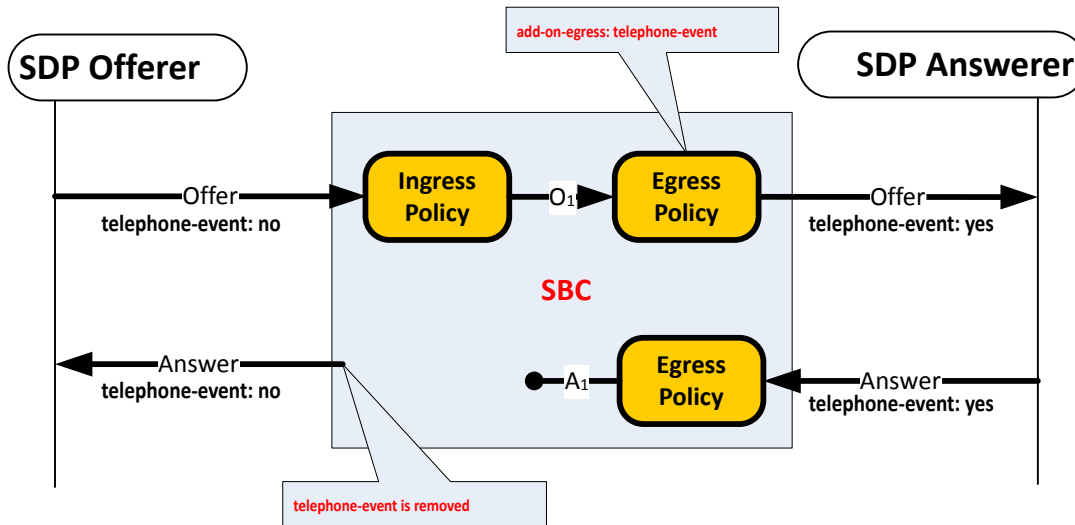 add-on-egress: telephone-event
SDP Offerer
SDP Answerer
Offer
telephone-event: no
Ingress
Policy
O1
Egress
Policy
Offer
telephone-event: yes
SBC
Answer
telephone-event: no
A1
Egress
Policy
Answer
telephone-event: yes
telephone-event is removed